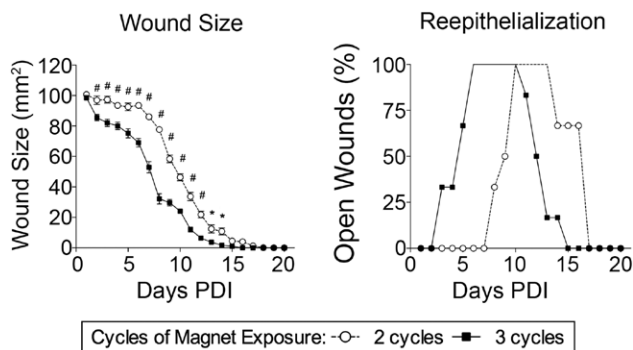 Wound Size
Reepithelialization
Wound Size (mm²)
120
100
80
60
40
20
0
# # # # # # # # # # # * *
0 5 10 15 20
Days PDI
Open Wounds (%)
100
75
50
25
0
0 5 10 15 20
Days PDI
Cycles of Magnet Exposure: 2 cycles 3 cycles